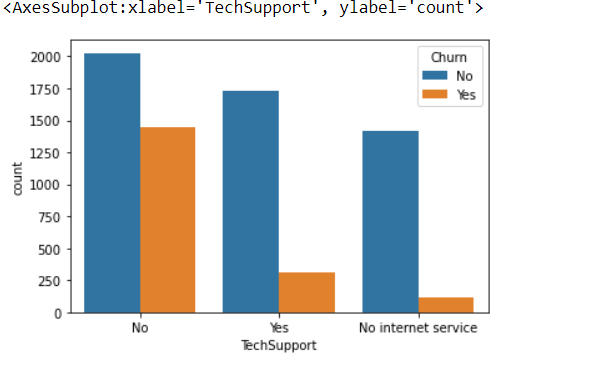 <AxesSubplot:xlabel='TechSupport', ylabel='count'>
Churn
No
Yes
2000
1750
1500
1250
1000
750
500
250
0
count
No Yes No internet service
TechSupport